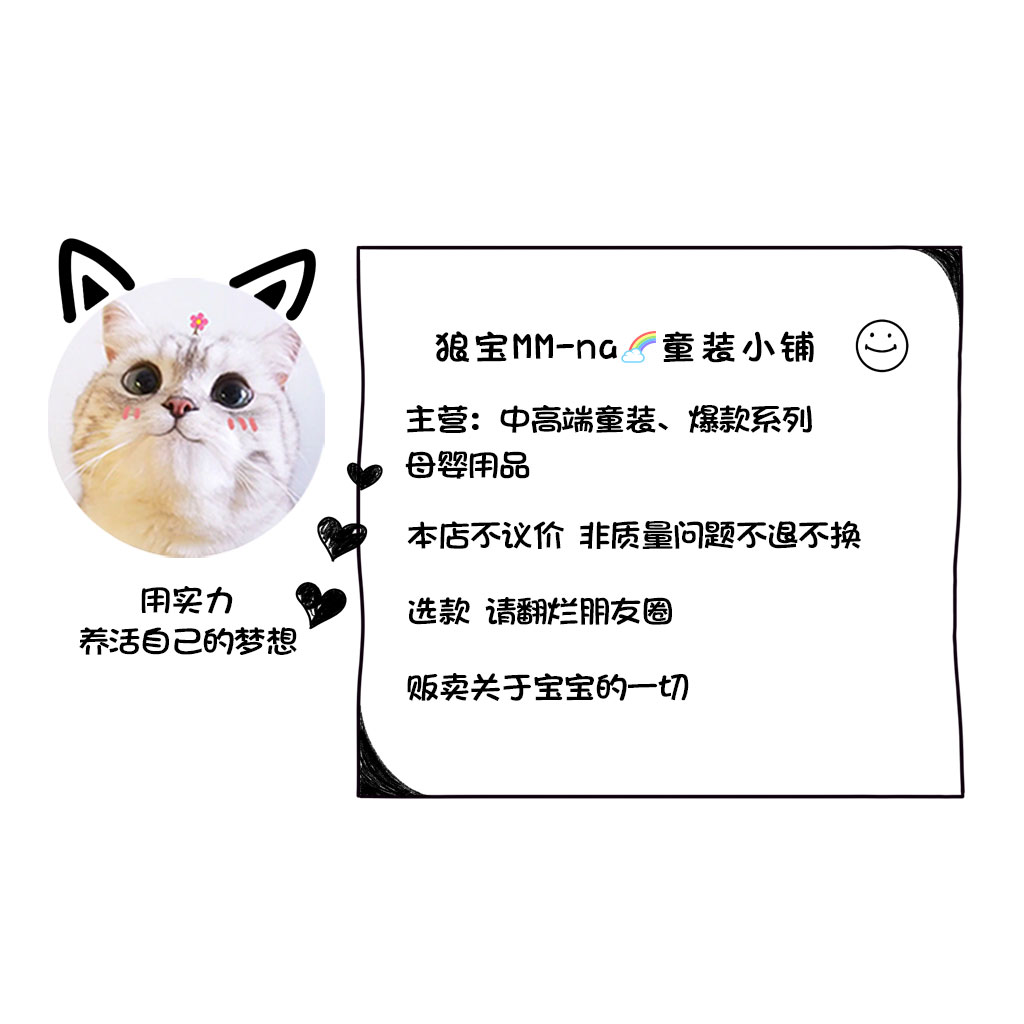 狼宝MM-na🌈童装小铺
主营：中高端童装、爆款系列
母婴用品
本店不议价 非质量问题不退不换
选款 请翻烂朋友圈
贩卖关于宝宝的一切
用实力
养活自己的梦想